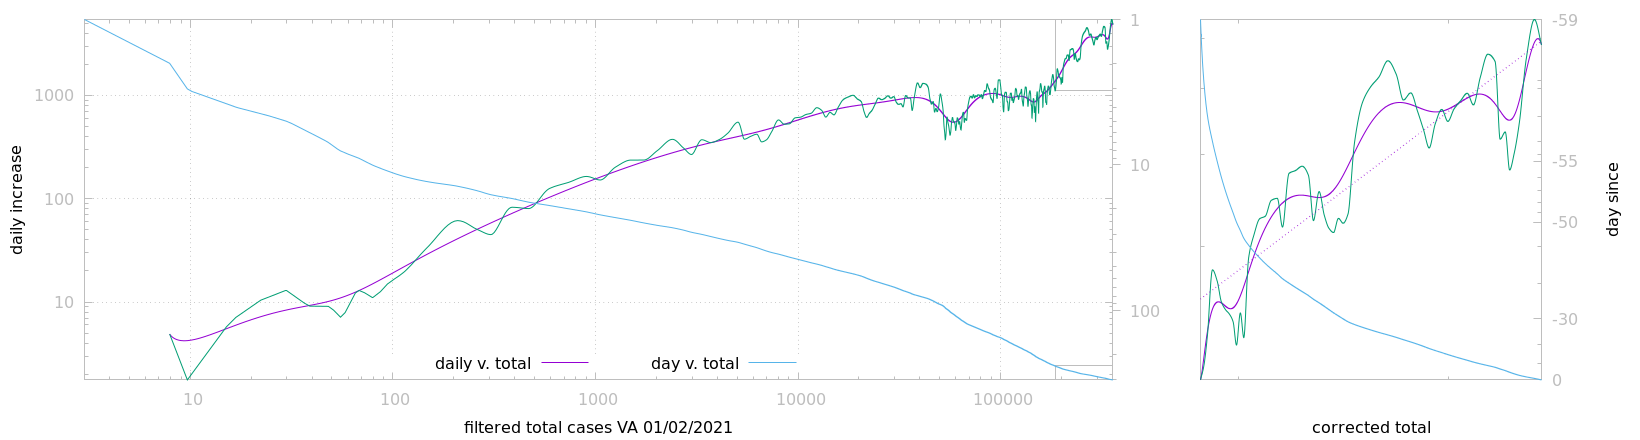 1
-59
1000
10
-55
100
-50
daily increase
day since
10
100
-30
daily v. total
day v. total
0
10
100
1000
10000
100000
filtered total cases VA 01/02/2021
corrected total